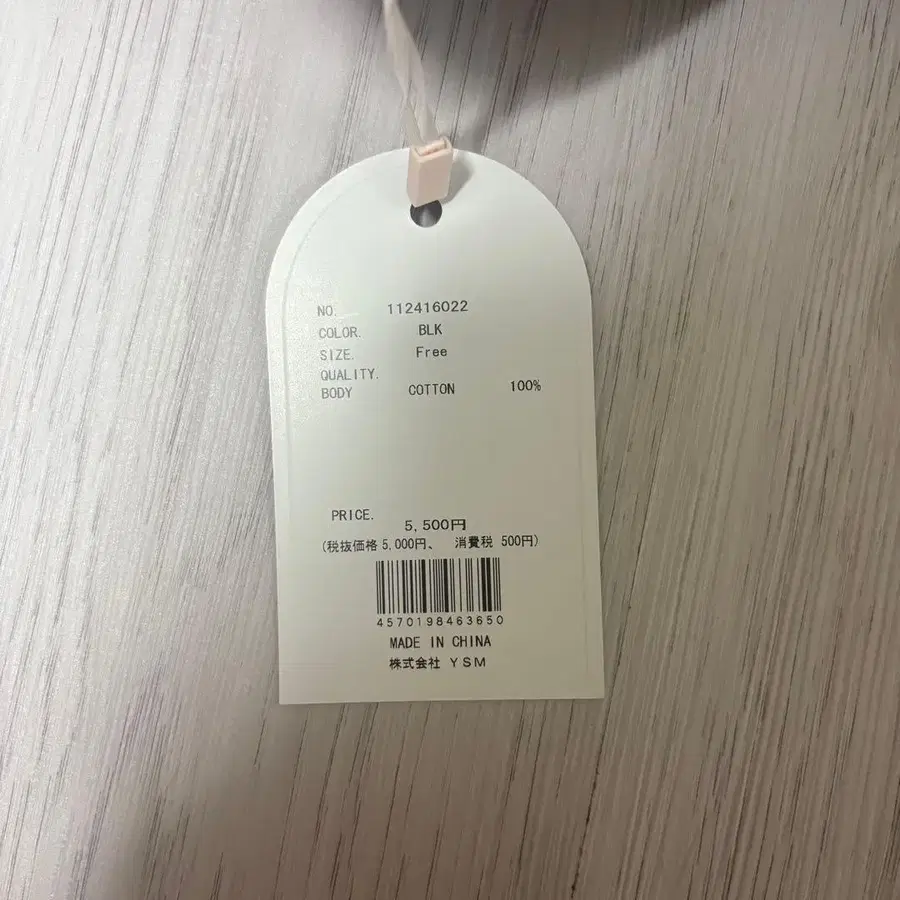 NO. 112416022
COLOR. BLK
SIZE. Free
QUALITY.
BODY COTTON 100%
PRICE. 5,500円
(税抜価格 5,000円、 消費税 500円)
4570198463650
MADE IN CHINA
株式会社 YSM